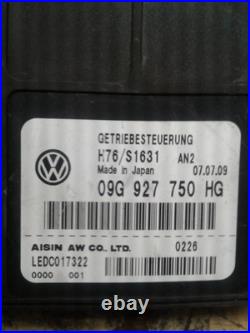 GETRIEBESTEUERUNG
H76/S1631 AN2
Made in Japan 07.07.09
09G 927 750 HG
AISIN AW CO., LTD. 0226
LEDC017322
0000 001